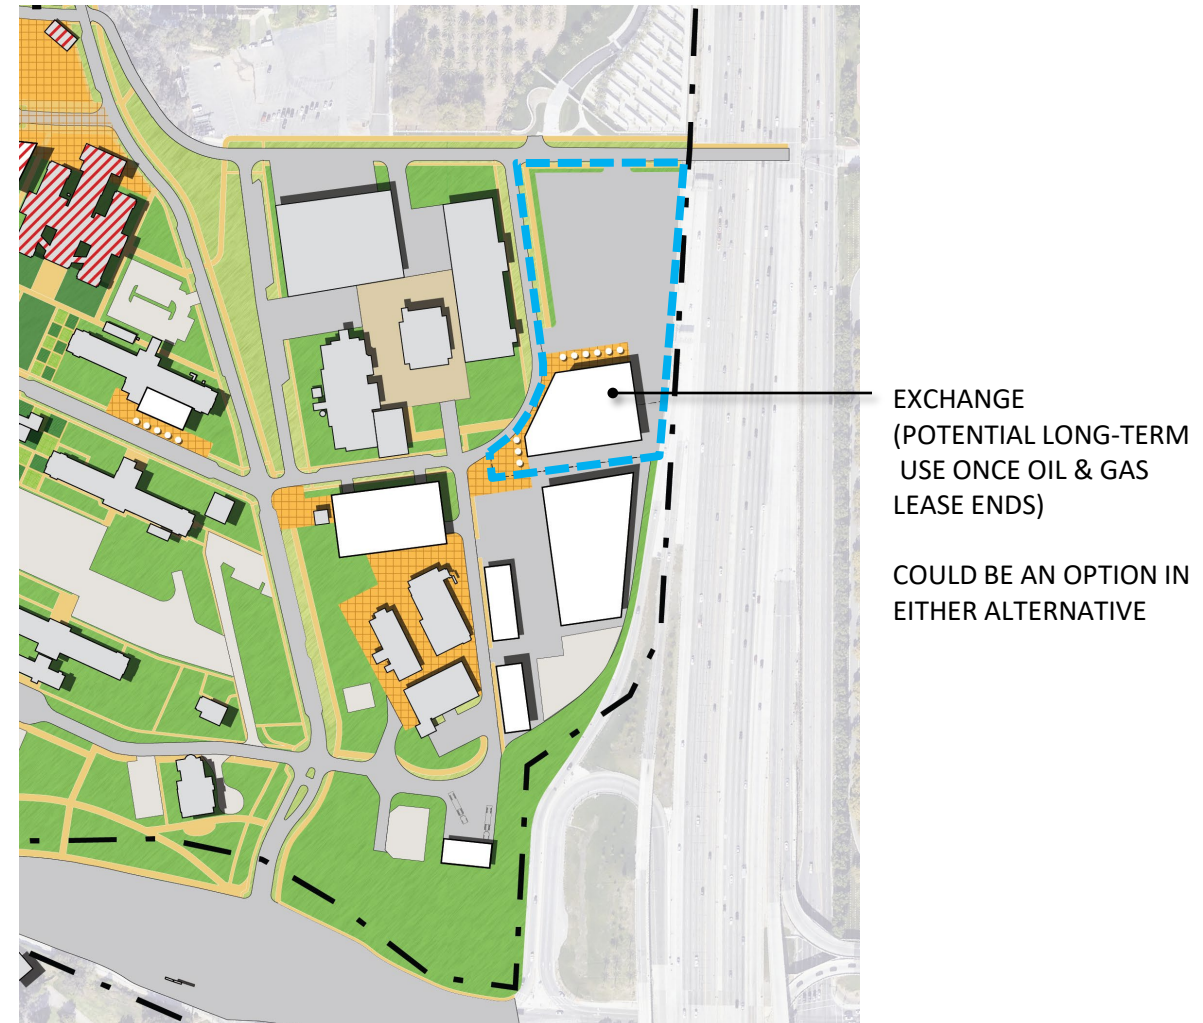 EXCHANGE
(POTENTIAL LONG-TERM
USE ONCE OIL & GAS
LEASE ENDS)
COULD BE AN OPTION IN
EITHER ALTERNATIVE